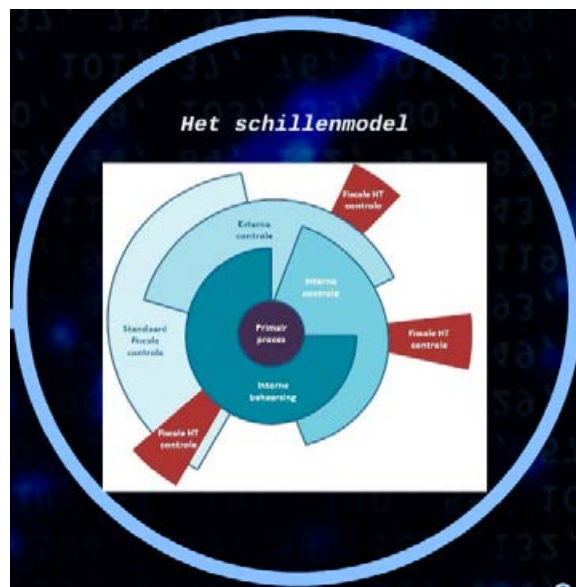 Het schillenmodel
Fiscale HT
controle
Externe
controle
Interne
controle
Primair
proces
Fiscale HT
controle
Standaard
fiscale
controle
Interne
beheersing
Fiscale HT
controle